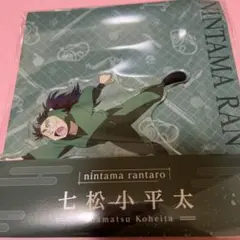 NINTAMA RAN
nintama rantaro
七松小平太
Nanamatsu Koheita